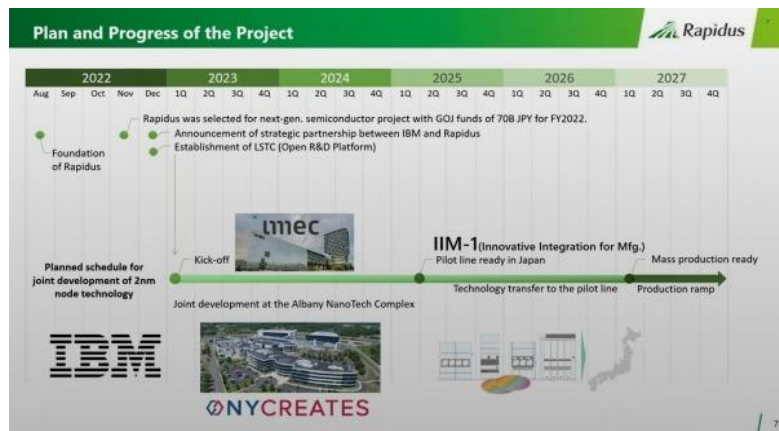 Plan and Progress of the Project
Rapidus
2022 2023 2024 2025 2026 2027
Aug Sep Oct Nov Dec 1Q 2Q 3Q 4Q 1Q 2Q 3Q 4Q 1Q 2Q 3Q 4Q 1Q 2Q 3Q 4Q 1Q 2Q 3Q 4Q
Rapidus was selected for next-gen. semiconductor project with GOJ funds of 70B JPY for FY2022.
Announcement of strategic partnership between IBM and Rapidus
Establishment of LSTC (Open R&D Platform)
Foundation
of Rapidus
imec
IIM-1(Innovative Integration for Mfg.)
Kick-off
Pilot line ready in Japan
Mass production ready
Planned schedule for
joint development of 2nm
node technology
Technology transfer to the pilot line
Production ramp
Joint development at the Albany NanoTech Complex
IBM
NYCREATES
7